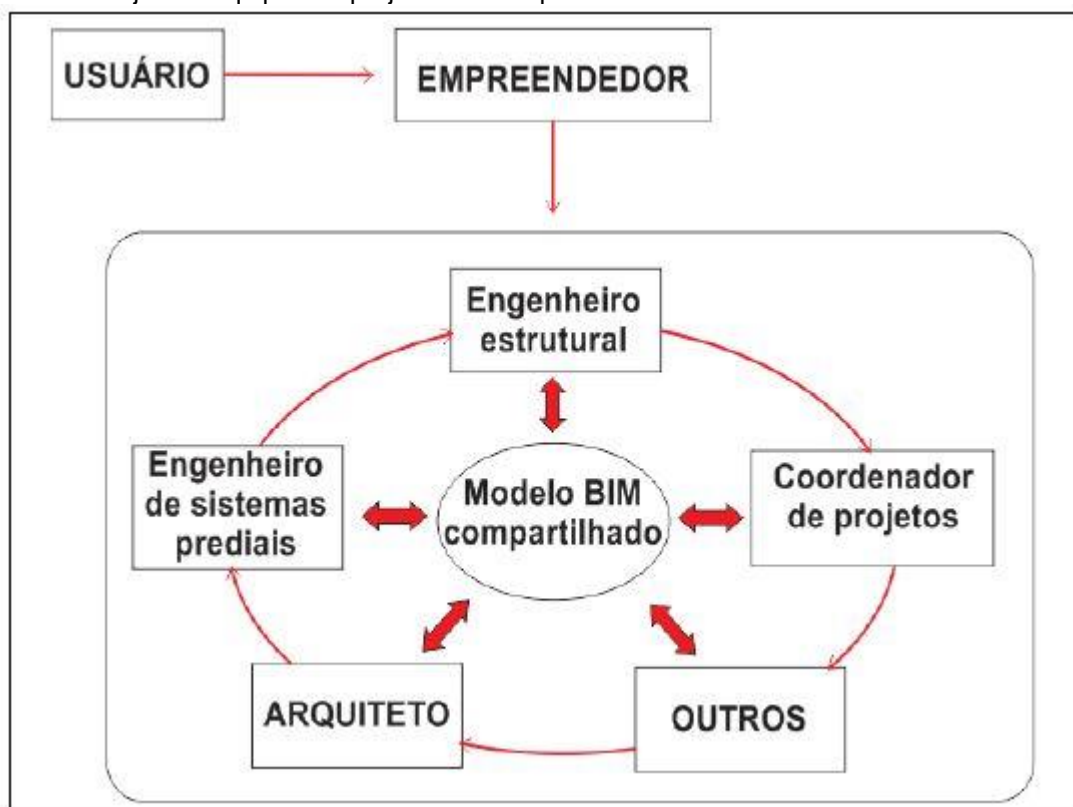 USUÁRIO
EMPREENDEDOR
Engenheiro
estrutural
Engenheiro
de sistemas
prediais
Modelo BIM
compartilhado
Coordenador
de projetos
ARQUITETO
OUTROS